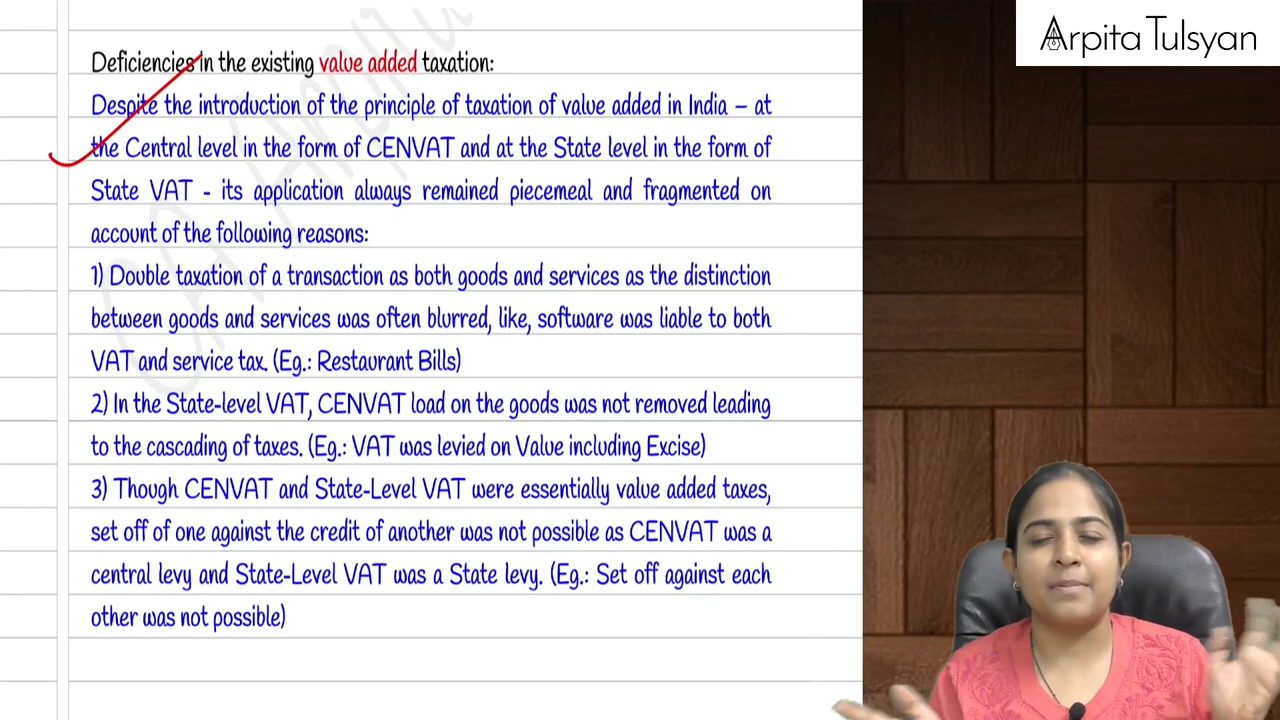 Arpita Tulsyan
Deficiencies in the existing value added taxation:
Despite the introduction of the principle of taxation of value added in India – at
the Central level in the form of CENVAT and at the State level in the form of
State VAT - its application always remained piecemeal and fragmented on
account of the following reasons:
1) Double taxation of a transaction as both goods and services as the distinction
between goods and services was often blurred, like, software was liable to both
VAT and service tax. (Eg.: Restaurant Bills)
2) In the State-level VAT, CENVAT load on the goods was not removed leading
to the cascading of taxes. (Eg.: VAT was levied on Value including Excise)
3) Though CENVAT and State-Level VAT were essentially value added taxes,
set off of one against the credit of another was not possible as CENVAT was a
central levy and State-Level VAT was a State levy. (Eg.: Set off against each
other was not possible)